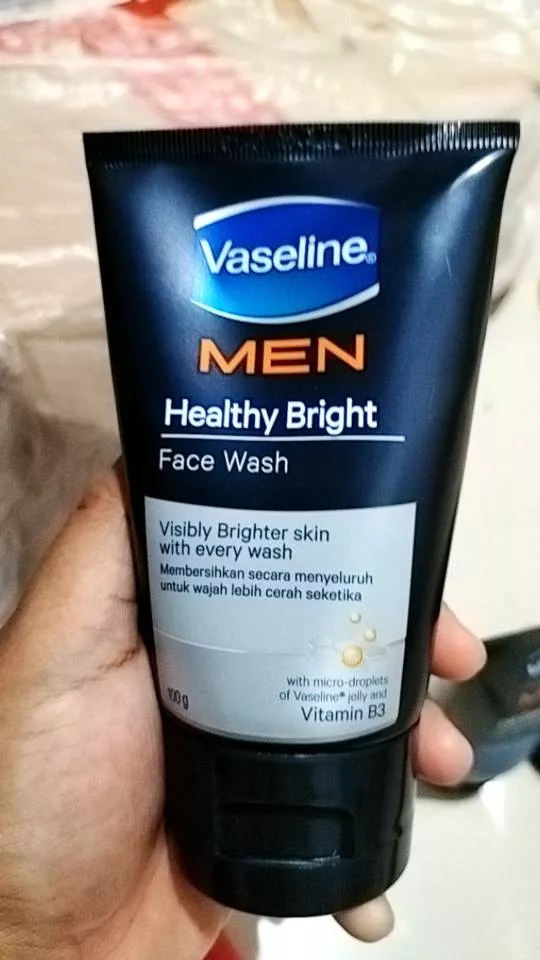 Vaseline®
MEN
Healthy Bright
Face Wash
Visibly Brighter skin
with every wash
Membersihkan secara menyeluruh
untuk wajah lebih cerah seketika
with micro-droplets
of Vaseline® jelly and
Vitamin B3
100g